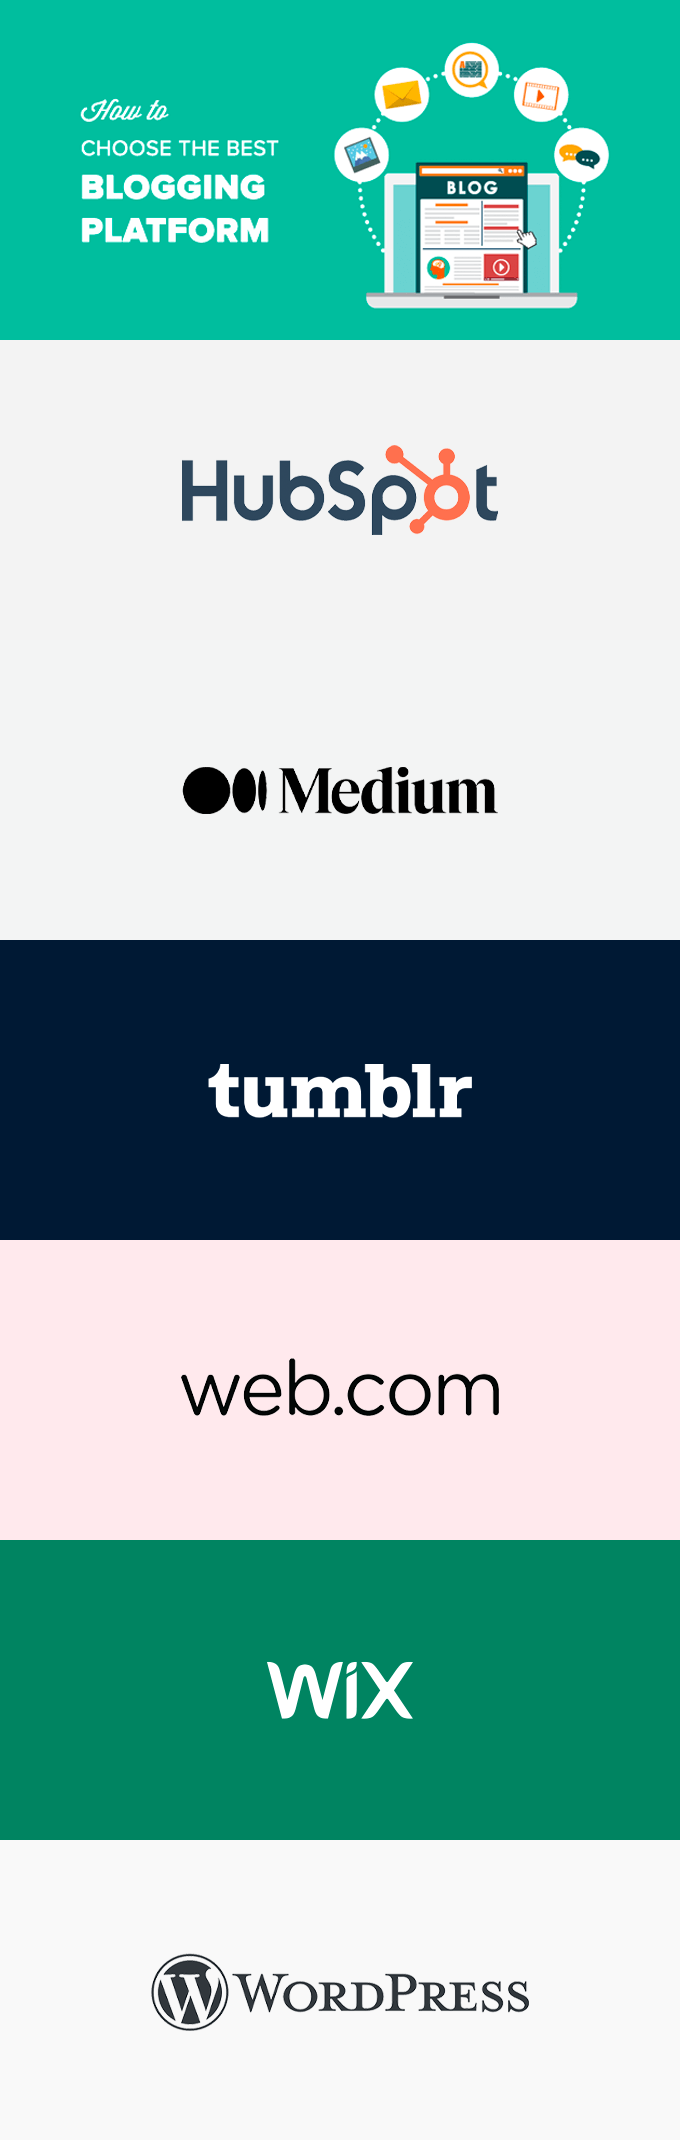 How to
CHOOSE THE BEST
BLOGGING
PLATFORM
BLOG
HubSpot
Medium
tumblr
web.com
WiX
WORDPRESS